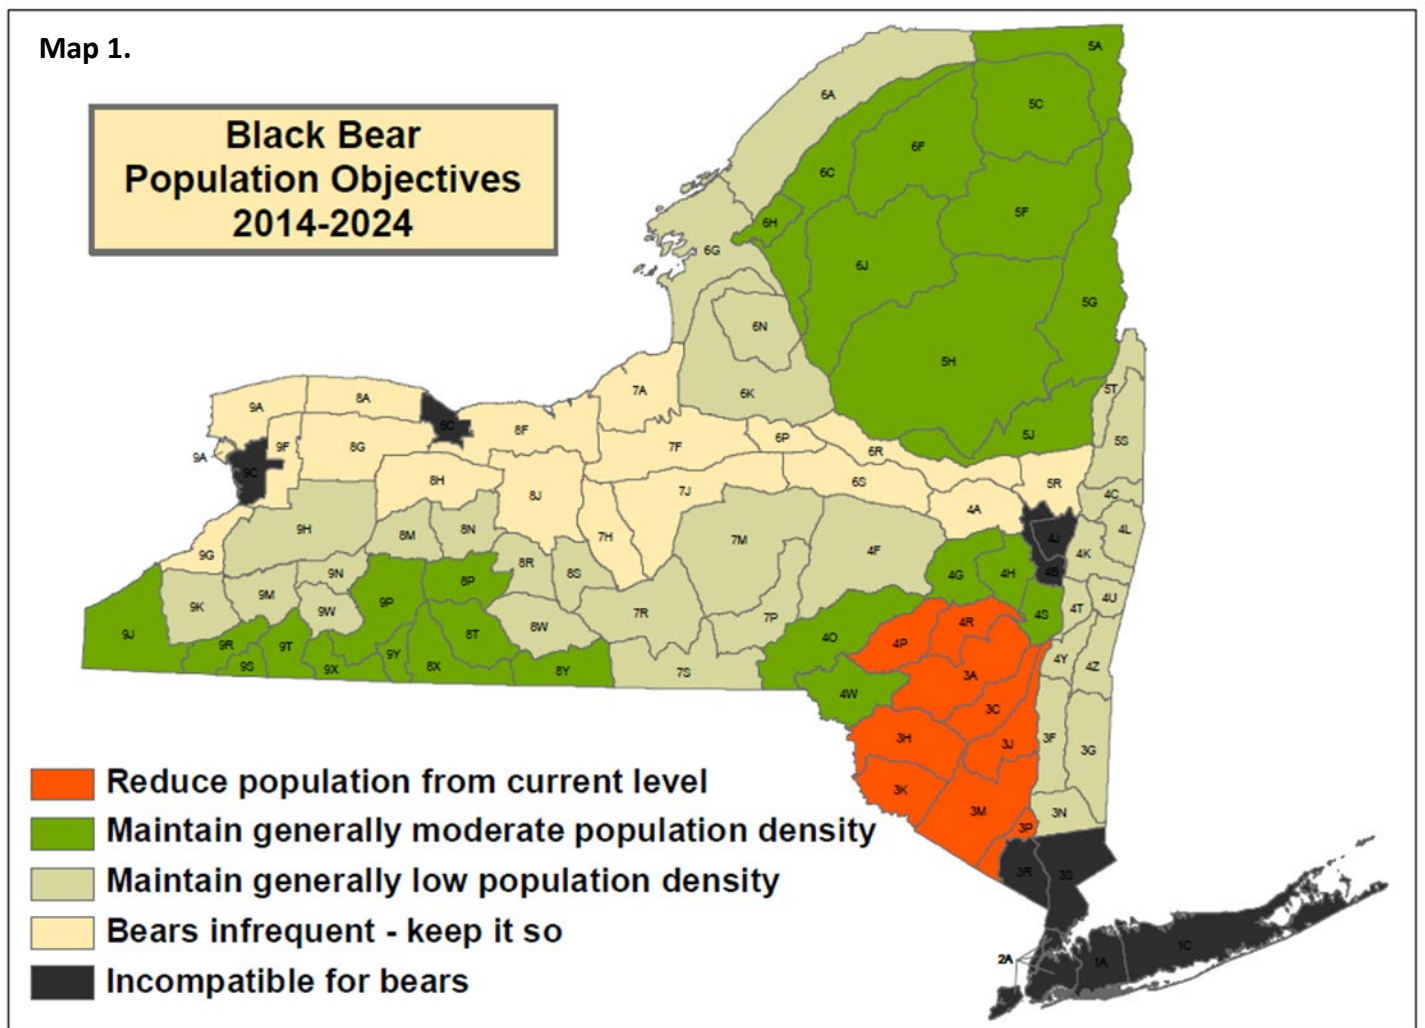 Map 1.
Black Bear
Population Objectives
2014-2024
5A
6A
5C
6F
6C
5F
6H
6G
6J
5G
6N
5H
7A
6K
5T
9A
8A
8C
8F
5J
5S
9F
8G
7F
6P
6R
9A
9C
8H
8J
7J
6S
5R
4C
4A
9H
8M
8N
7H
7M
4F
4J
4L
4K
9G
8R
8S
4G
4H
4B
9N
8P
9K
9M
9W
9P
7R
7P
4S
4T
4U
9J
9R
9T
8T
8W
4O
4P
4R
9S
9X
9Y
8X
8Y
7S
4Y
4Z
3A
4W
3C
3H
3J
3F
3G
3K
3M
3N
3P
3R
3S
2A
1A
1C
Reduce population from current level
Maintain generally moderate population density
Maintain generally low population density
Bears infrequent - keep it so
Incompatible for bears